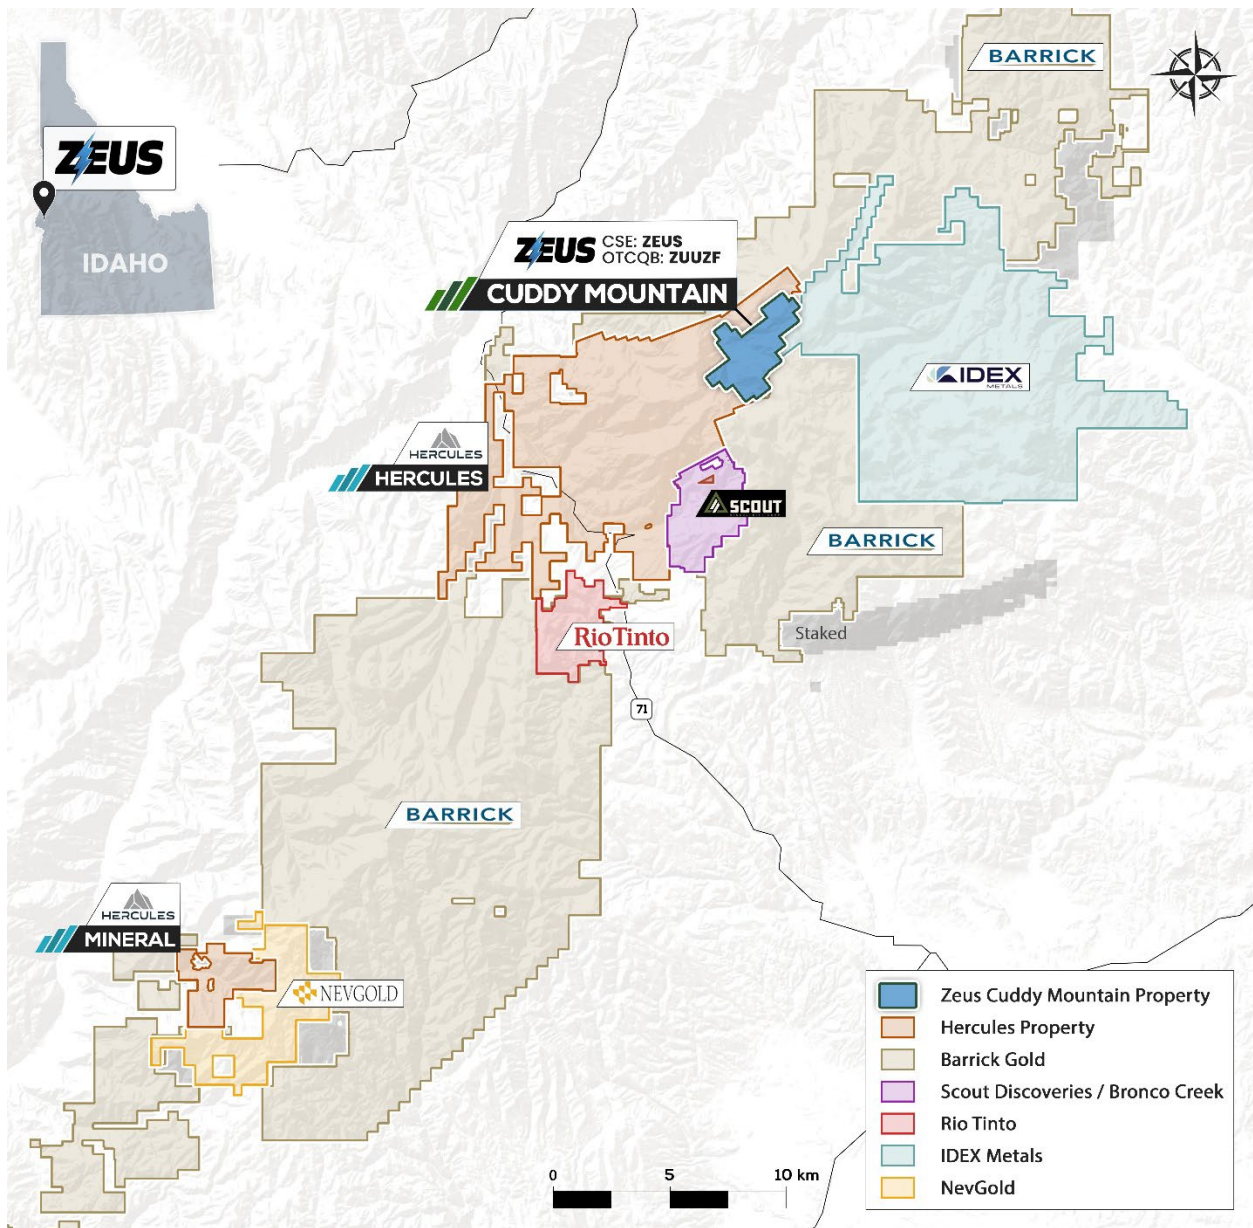 BARRICK
ZEUS
IDAHO
ZEUS CSE: ZEUS
OTCQB: ZUUZF
CUDDY MOUNTAIN
IDEX
METALS
HERCULES
HERCULES
SCOUT
BARRICK
Staked
RioTinto
71
BARRICK
HERCULES
MINERAL
NEVGOLD
Zeus Cuddy Mountain Property
Hercules Property
Barrick Gold
Scout Discoveries / Bronco Creek
Rio Tinto
IDEX Metals
NevGold
0 5 10 km